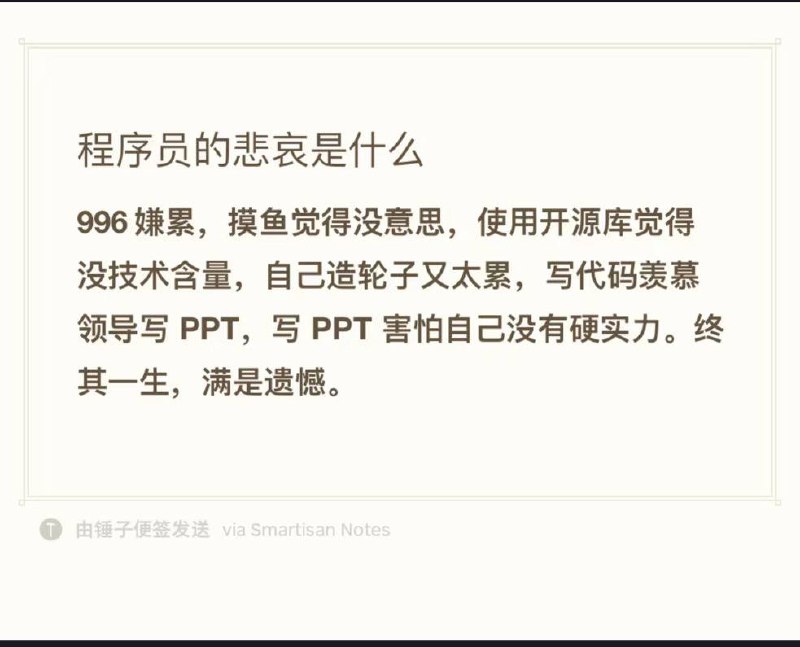 程序员的悲哀是什么
996 嫌累，摸鱼觉得没意思，使用开源库觉得
没技术含量，自己造轮子又太累，写代码羡慕
领导写 PPT，写 PPT 害怕自己没有硬实力。终
其一生，满是遗憾。
T 由锤子便签发送 via Smartisan Notes